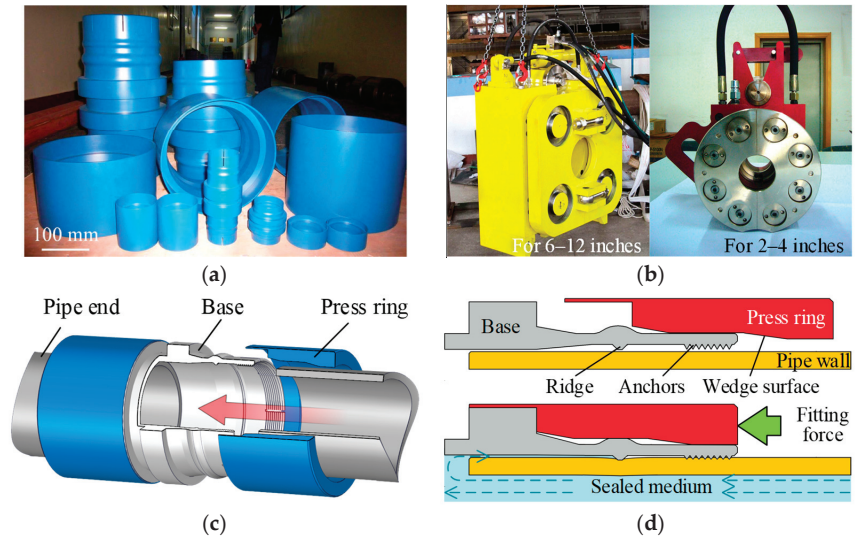 100 mm
(a)
For 6–12 inches
For 2–4 inches
(b)
Pipe end
Base
Press ring
(c)
Base
Press ring
Pipe wall
Ridge
Anchors
Wedge surface
Fitting
force
Sealed medium
(d)